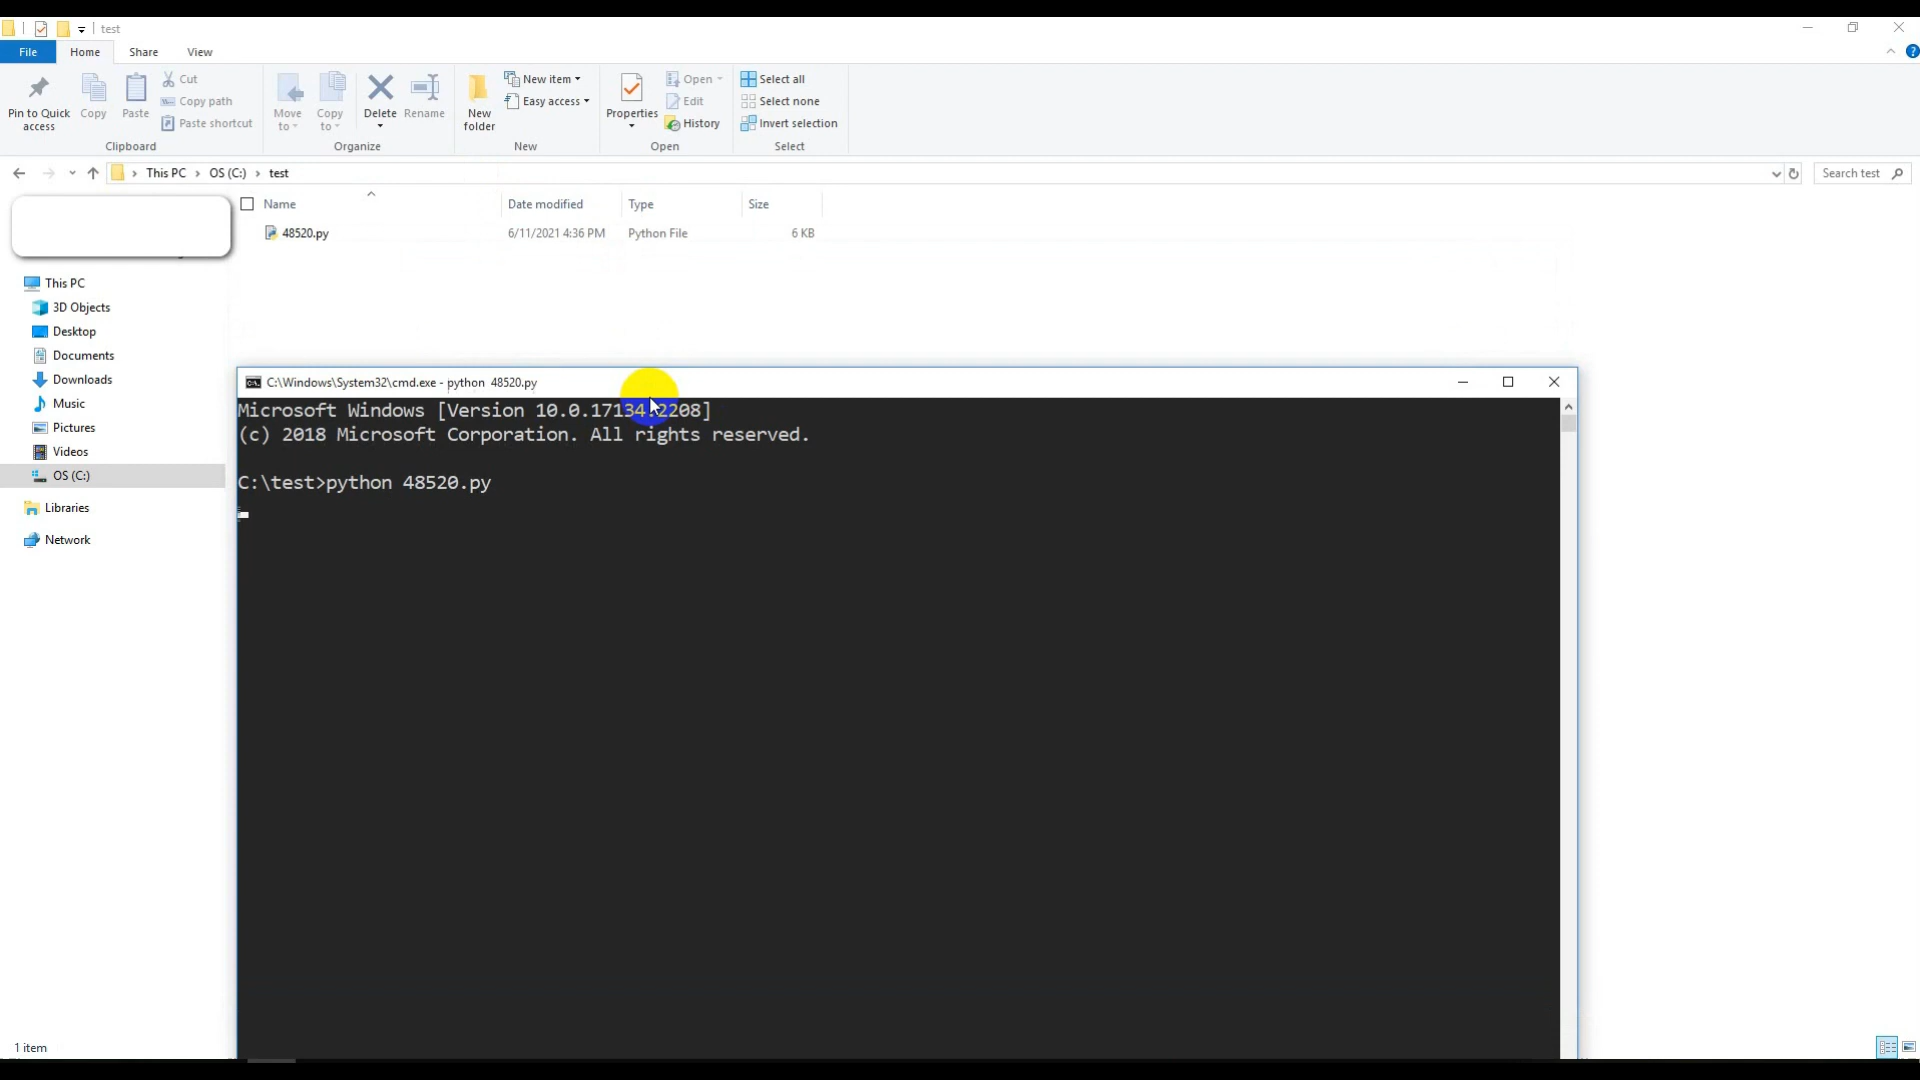 test
File Home Share View
Pin to Quick access
Copy
Paste
Cut
Copy path
Paste shortcut
Clipboard
Move to
Copy to
Delete
Rename
Organize
New folder
New item
Easy access
New
Properties
Open
Edit
History
Open
Select all
Select none
Invert selection
Select
This PC › OS (C:) › test
Search test
Name Date modified Type Size
48520.py 6/11/2021 4:36 PM Python File 6 KB
This PC
3D Objects
Desktop
Documents
Downloads
Music
Pictures
Videos
OS (C:)
Libraries
Network
C:\Windows\System32\cmd.exe - python 48520.py
Microsoft Windows [Version 10.0.17134.2208]
(c) 2018 Microsoft Corporation. All rights reserved.
C:\test>python 48520.py
1 item